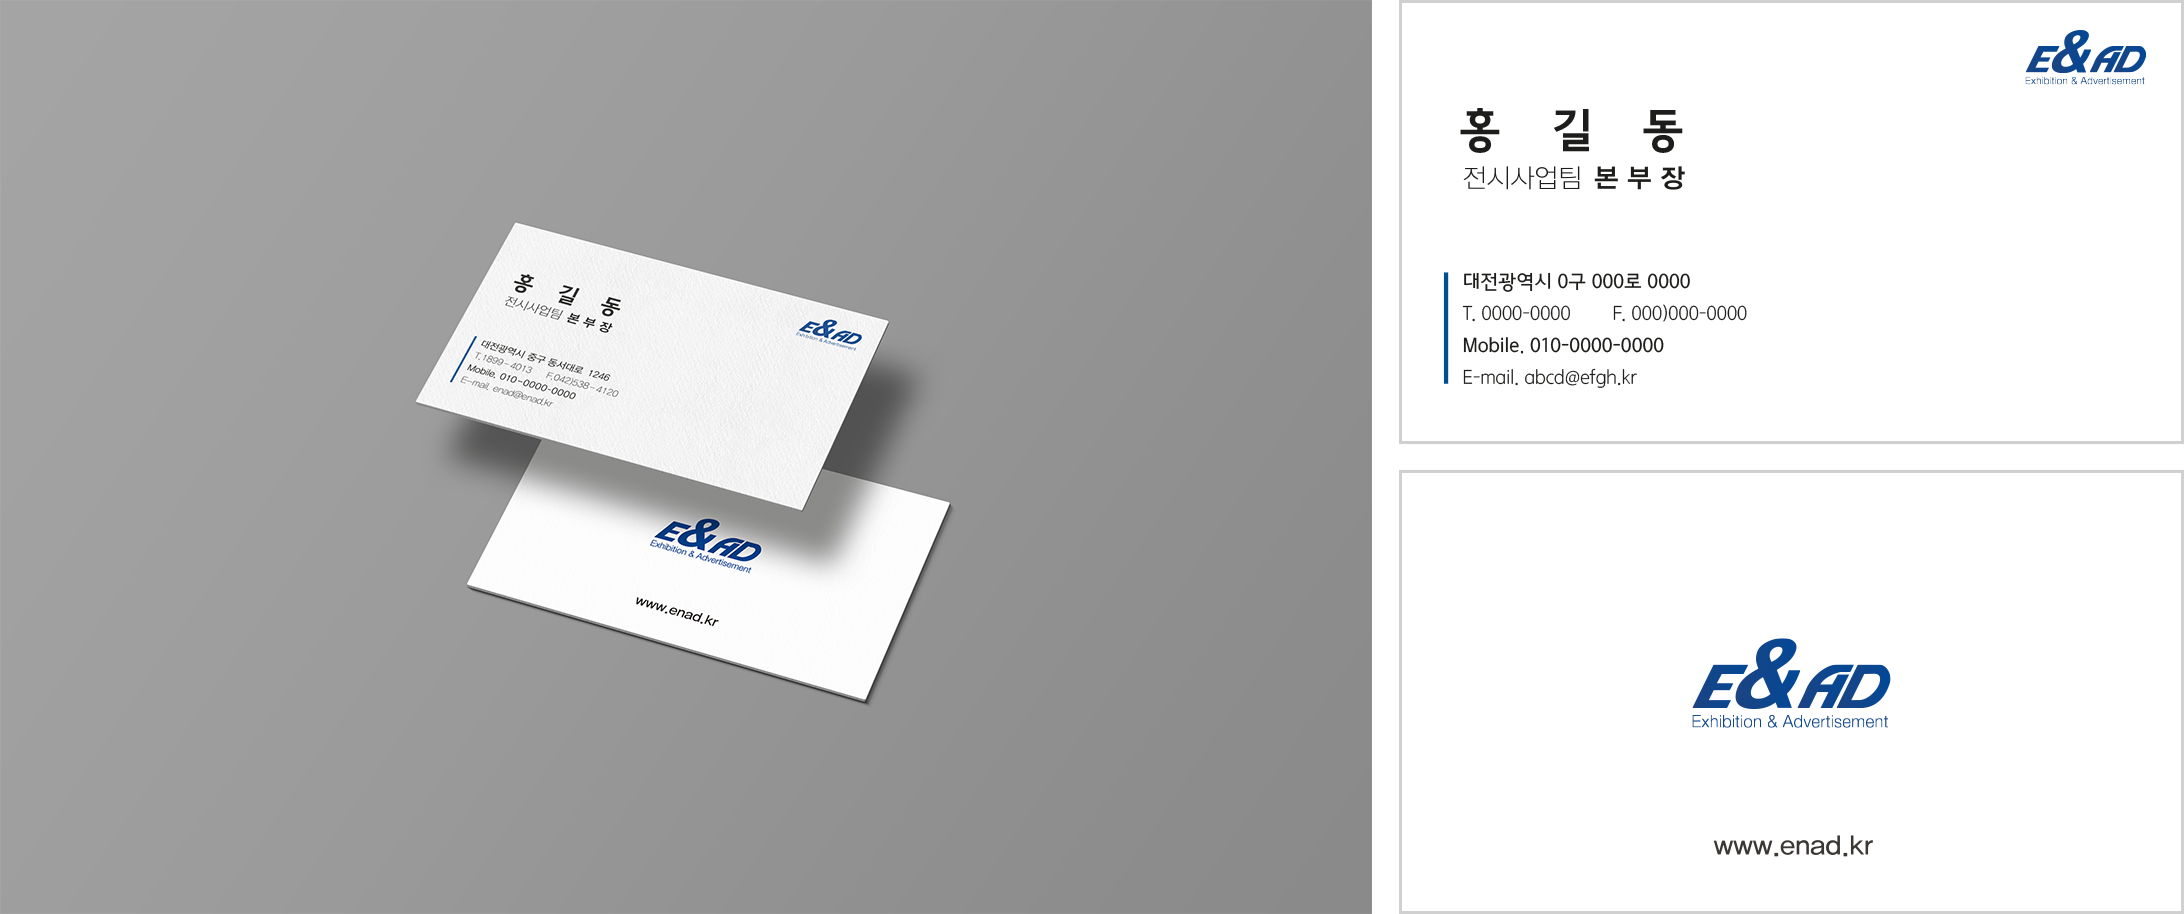 홍 길 동
전시사업팀 본 부 장
E&AD
Exhibition & Advertisement
대전광역시 중구 동서대로 1246
T.1899-4013 F.042)538-4120
Mobile. 010-0000-0000
E-mail. enad@enad.kr
E&AD
Exhibition & Advertisement
www.enad.kr
E&AD
Exhibition & Advertisement
홍 길 동
전시사업팀 본 부 장
대전광역시 0구 000로 0000
T. 0000-0000 F. 000)000-0000
Mobile. 010-0000-0000
E-mail. abcd@efgh.kr
E&AD
Exhibition & Advertisement
www.enad.kr